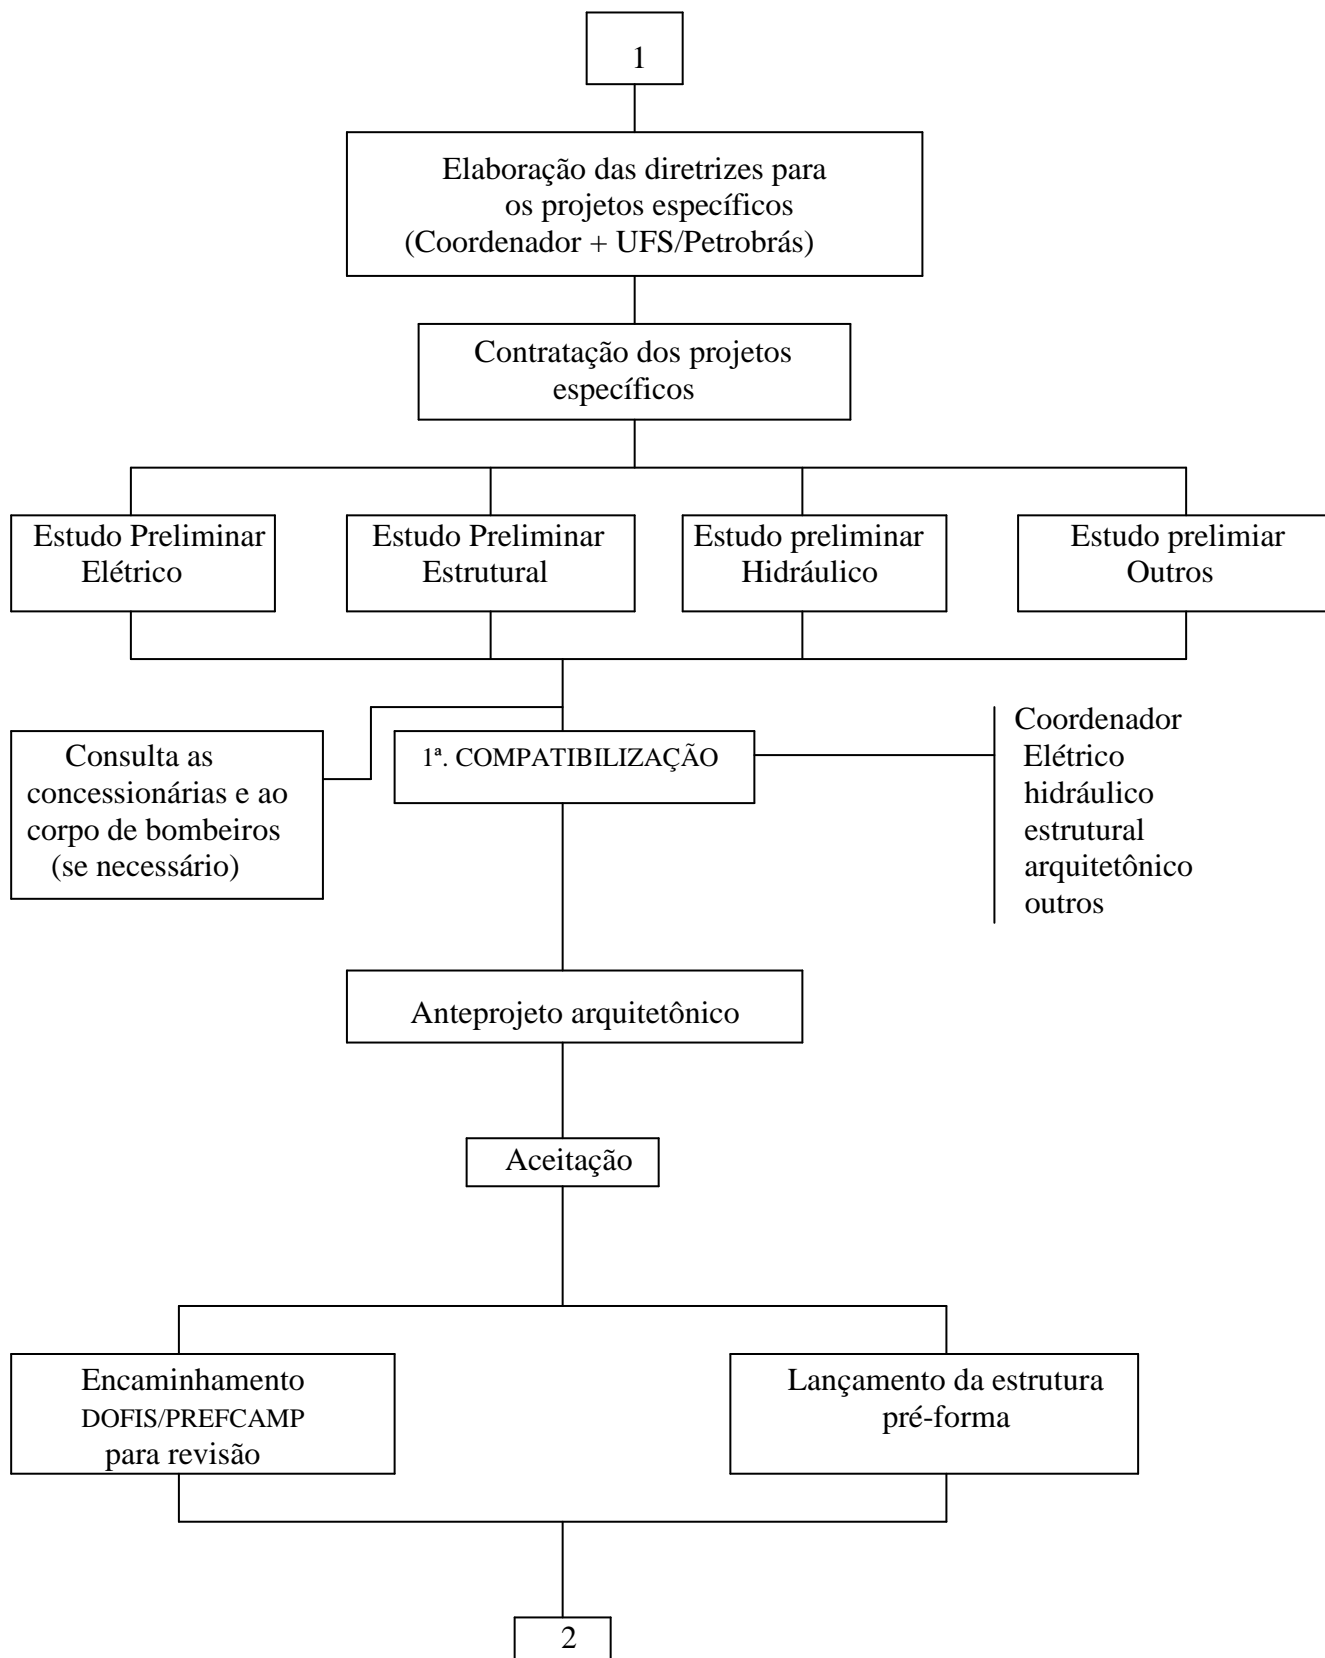 1
Elaboração das diretrizes para
os projetos específicos
(Coordenador + UFS/Petrobrás)
Contratação dos projetos
específicos
Estudo Preliminar
Elétrico
Estudo Preliminar
Estrutural
Estudo preliminar
Hidráulico
Estudo prelimiar
Outros
Consulta as
concessionárias e ao
corpo de bombeiros
(se necessário)
1ª. COMPATIBILIZAÇÃO
Coordenador
Elétrico
hidráulico
estrutural
arquitetônico
outros
Anteprojeto arquitetônico
Aceitação
Encaminhamento
DOFIS/PREFCAMP
para revisão
Lançamento da estrutura
pré-forma
2